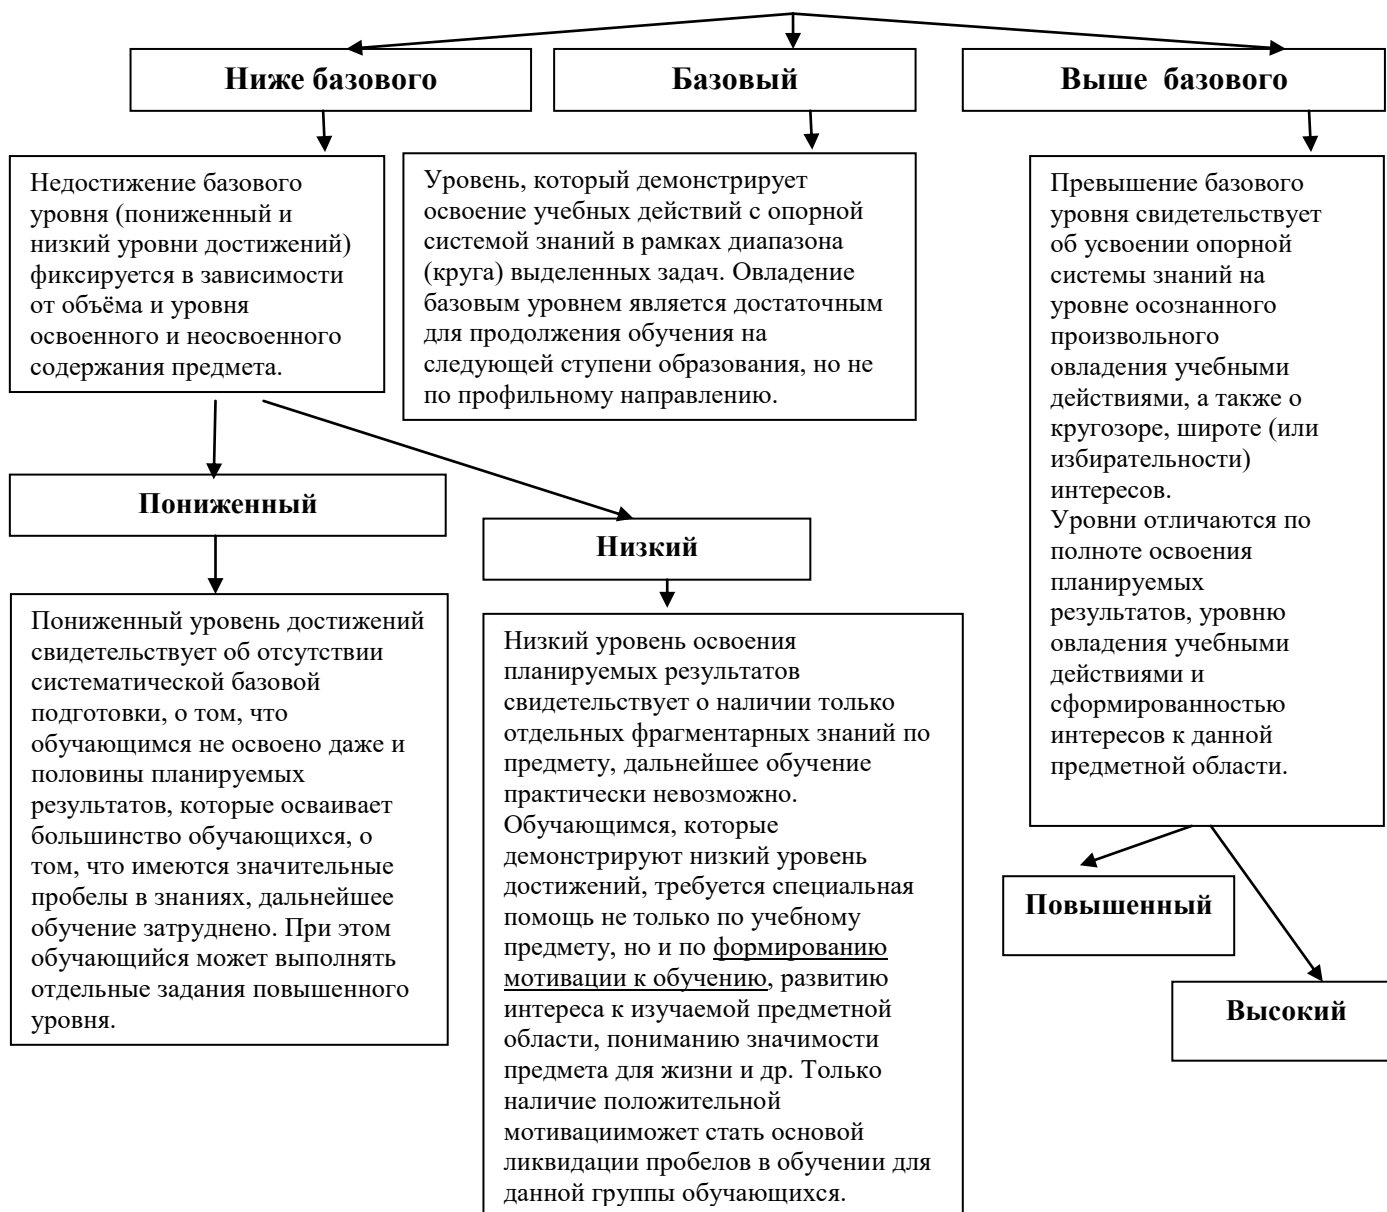 Ниже базового
Базовый
Выше базового
Недостижение базового
уровня (пониженный и
низкий уровни достижений)
фиксируется в зависимости
от объёма и уровня
освоенного и неосвоенного
содержания предмета.
Уровень, который демонстрирует
освоение учебных действий с опорной
системой знаний в рамках диапазона
(круга) выделенных задач. Овладение
базовым уровнем является достаточным
для продолжения обучения на
следующей ступени образования, но не
по профильному направлению.
Превышение базового
уровня свидетельствует
об усвоении опорной
системы знаний на
уровне осознанного
произвольного
овладения учебными
действиями, а также о
кругозоре, широте (или
избирательности)
интересов.
Уровни отличаются по
полноте освоения
планируемых
результатов, уровню
овладения учебными
действиями и
сформированностью
интересов к данной
предметной области.
Пониженный
Низкий
Пониженный уровень достижений
свидетельствует об отсутствии
систематической базовой
подготовки, о том, что
обучающимся не освоено даже и
половины планируемых
результатов, которые осваивает
большинство обучающихся, о
том, что имеются значительные
пробелы в знаниях, дальнейшее
обучение затруднено. При этом
обучающийся может выполнять
отдельные задания повышенного
уровня.
Низкий уровень освоения
планируемых результатов
свидетельствует о наличии только
отдельных фрагментарных знаний по
предмету, дальнейшее обучение
практически невозможно.
Обучающимся, которые
демонстрируют низкий уровень
достижений, требуется специальная
помощь не только по учебному
предмету, но и по формированию
мотивации к обучению, развитию
интереса к изучаемой предметной
области, пониманию значимости
предмета для жизни и др. Только
наличие положительной
мотивацииможет стать основой
ликвидации пробелов в обучении для
данной группы обучающихся.
Повышенный
Высокий